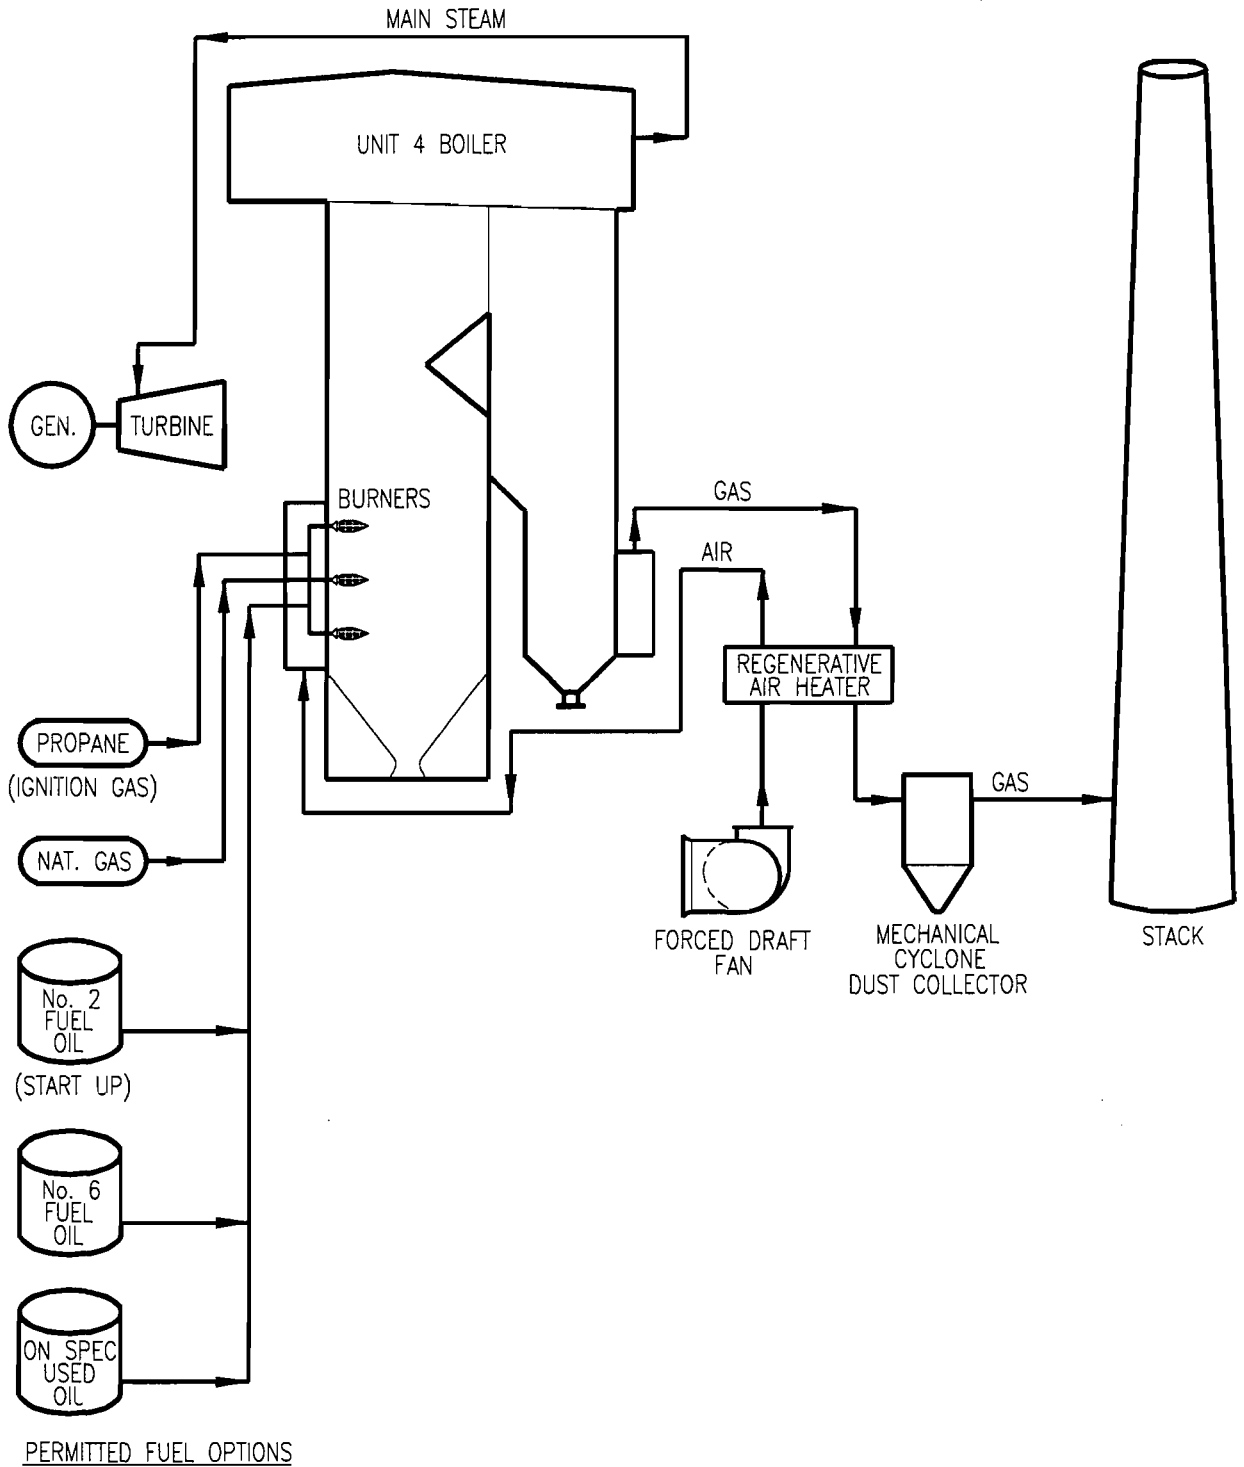 MAIN STEAM
UNIT 4 BOILER
GEN.
TURBINE
BURNERS
GAS
AIR
REGENERATIVE
AIR HEATER
PROPANE
(IGNITION GAS)
GAS
NAT. GAS
FORCED DRAFT
FAN
MECHANICAL
CYCLONE
DUST COLLECTOR
STACK
No. 2
FUEL
OIL
(START UP)
No. 6
FUEL
OIL
ON SPEC
USED
OIL
PERMITTED FUEL OPTIONS